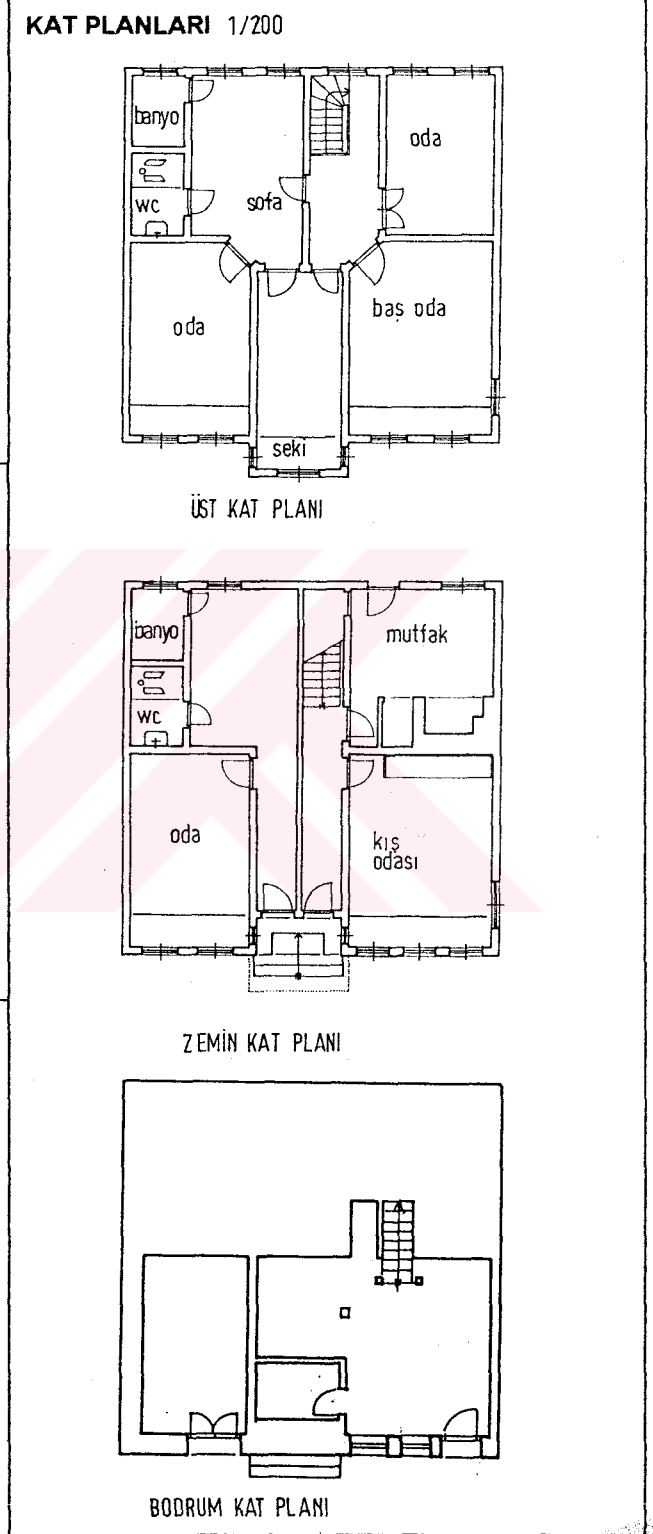 KAT PLANLARI 1/200
banyo
oda
wc
sofa
oda
baş oda
seki
ÜST KAT PLANI
banyo
mutfak
wc
oda
kış
odası
ZEMİN KAT PLANI
BODRUM KAT PLANI